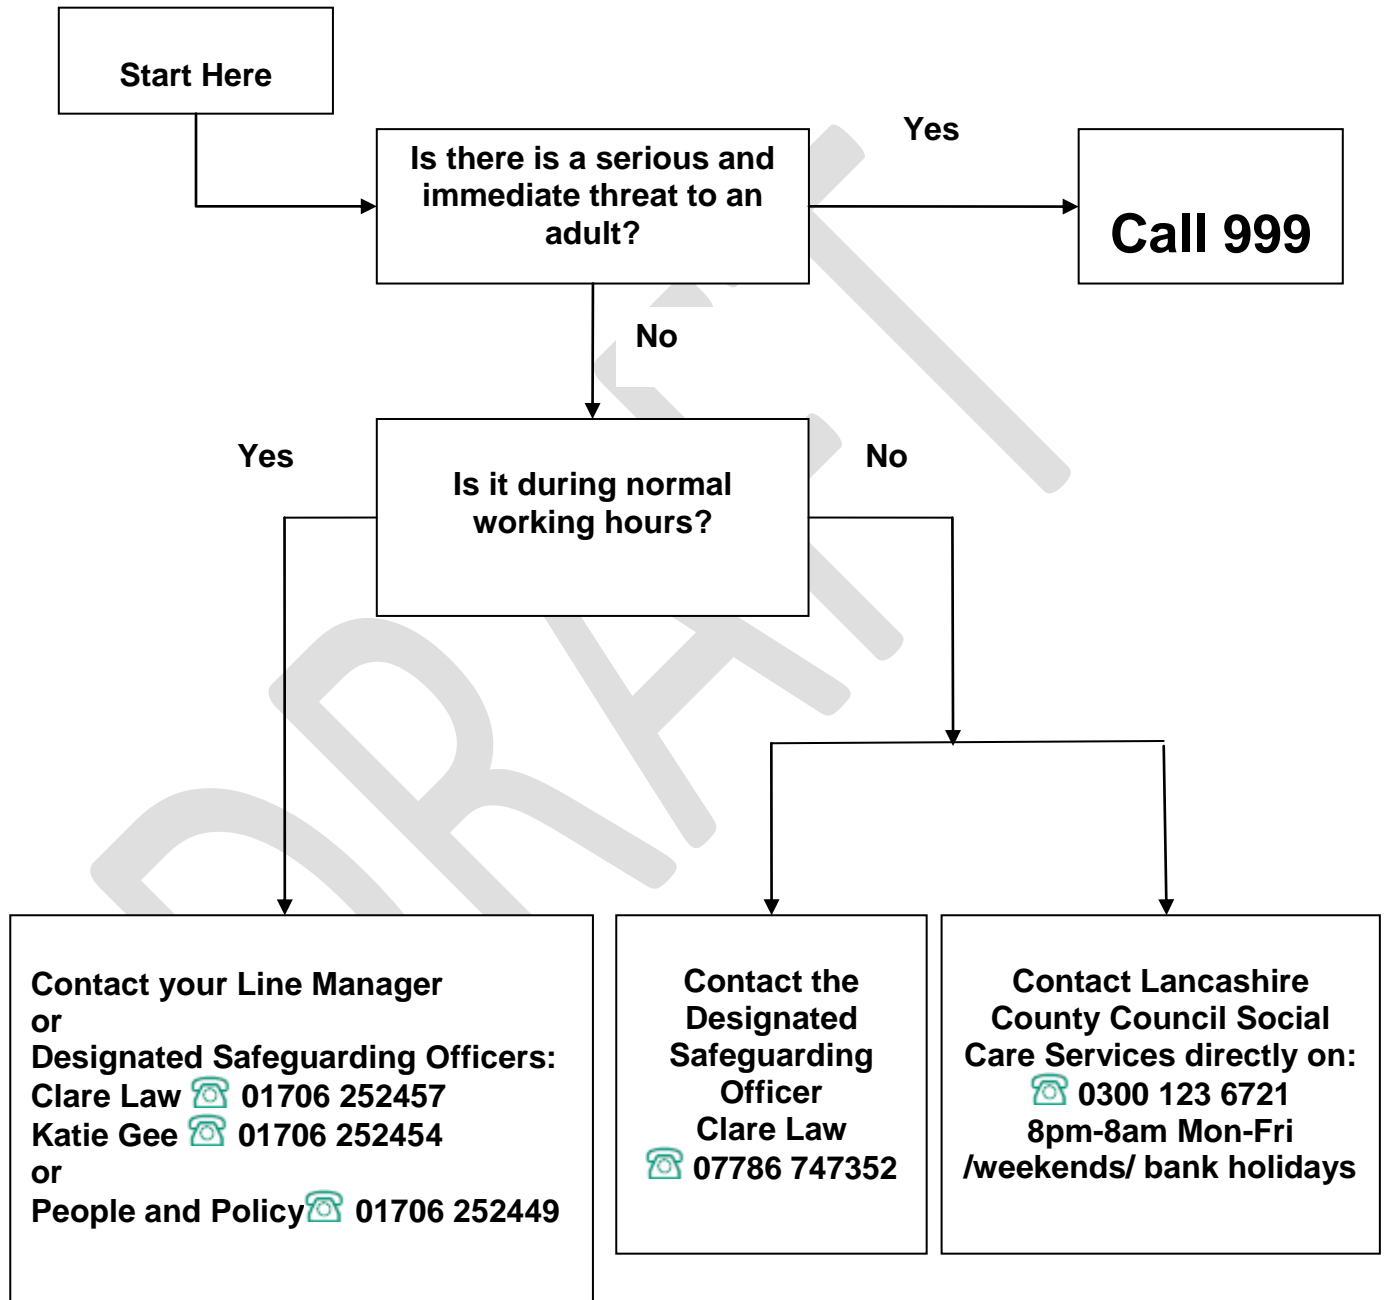 Start Here
Is there is a serious and
immediate threat to an
adult?
Yes
Call 999
No
Yes
Is it during normal
working hours?
No
Contact your Line Manager
or
Designated Safeguarding Officers:
Clare Law ☏ 01706 252457
Katie Gee ☏ 01706 252454
or
People and Policy☏ 01706 252449
Contact the
Designated
Safeguarding
Officer
Clare Law
☏ 07786 747352
Contact Lancashire
County Council Social
Care Services directly on:
☏ 0300 123 6721
8pm-8am Mon-Fri
/weekends/ bank holidays
DRAFT